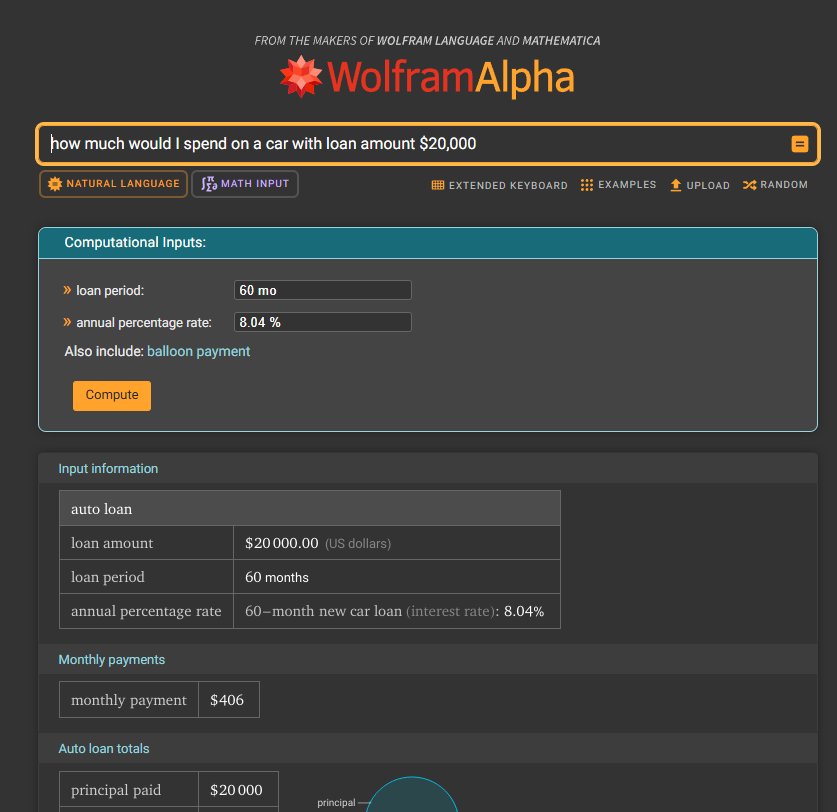 FROM THE MAKERS OF WOLFRAM LANGUAGE AND MATHEMATICA
WolframAlpha
how much would I spend on a car with loan amount $20,000
NATURAL LANGUAGE
MATH INPUT
EXTENDED KEYBOARD
EXAMPLES
UPLOAD
RANDOM
Computational Inputs:
» loan period: 60 mo
» annual percentage rate: 8.04 %
Also include: balloon payment
Compute
Input information
auto loan
loan amount $20 000.00 (US dollars)
loan period 60 months
annual percentage rate 60-month new car loan (interest rate): 8.04%
Monthly payments
monthly payment $406
Auto loan totals
principal paid $20 000
principal